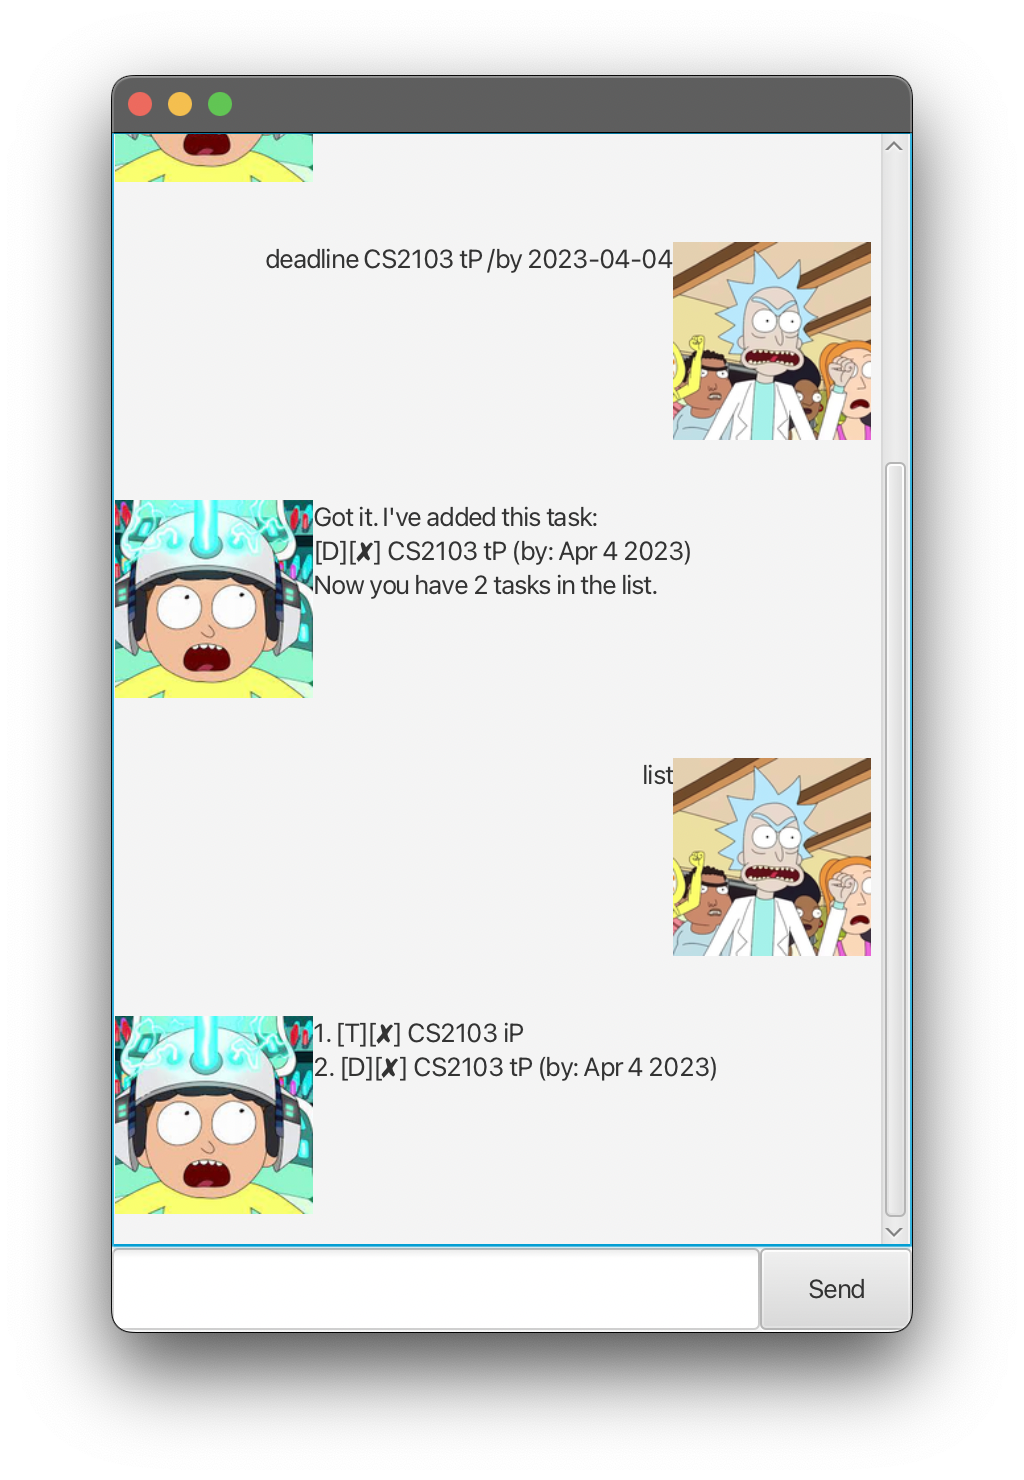 deadline CS2103 tP /by 2023-04-04
Got it. I've added this task:
[D][✘] CS2103 tP (by: Apr 4 2023)
Now you have 2 tasks in the list.
list
1. [T][✘] CS2103 iP
2. [D][✘] CS2103 tP (by: Apr 4 2023)
Send